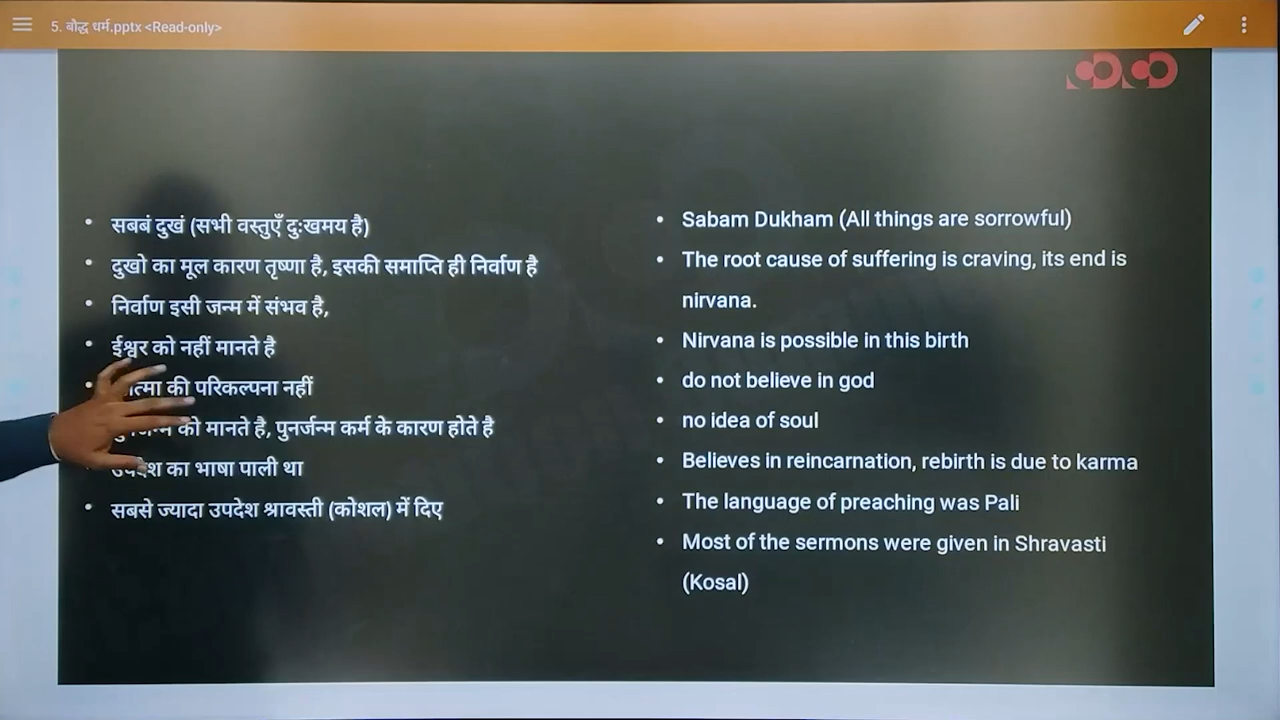 5. बोद्ध धर्म.pptx <Read-only>
सबबं दुखं (सभी वस्तुएँ दुःखमय है)
दुखो का मूल कारण तृष्णा है, इसकी समाप्ति ही निर्वाण है
निर्वाण इसी जन्म में संभव है,
ईश्वर को नहीं मानते है
की परिकल्पना नहीं
को मानते है, पुनर्जन्म कर्म के कारण होते है
का भाषा पाली था
सबसे ज्यादा उपदेश श्रावस्ती (कोशल) में दिए
Sabam Dukham (All things are sorrowful)
The root cause of suffering is craving, its end is
nirvana.
Nirvana is possible in this birth
do not believe in god
no idea of soul
Believes in reincarnation, rebirth is due to karma
The language of preaching was Pali
Most of the sermons were given in Shravasti
(Kosal)